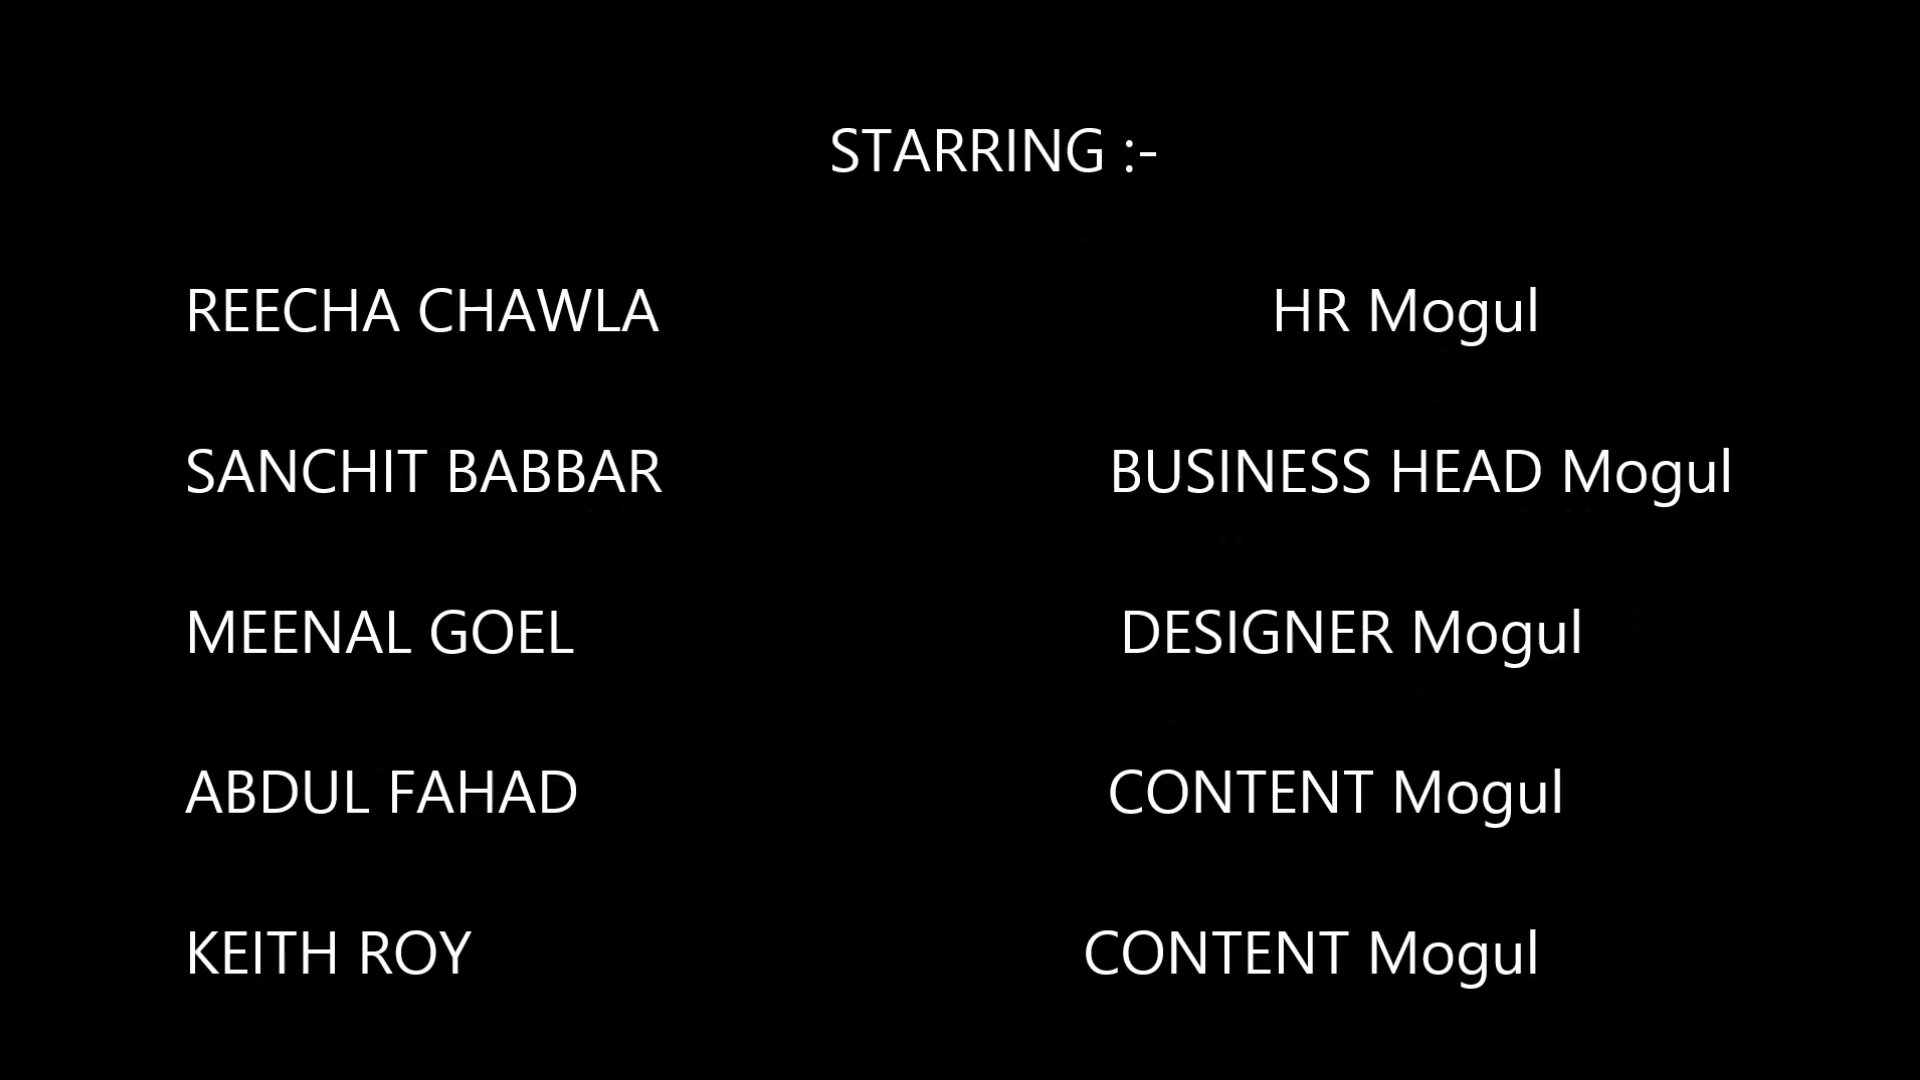 STARRING :-
REECHA CHAWLA HR Mogul
SANCHIT BABBAR BUSINESS HEAD Mogul
MEENAL GOEL DESIGNER Mogul
ABDUL FAHAD CONTENT Mogul
KEITH ROY CONTENT Mogul